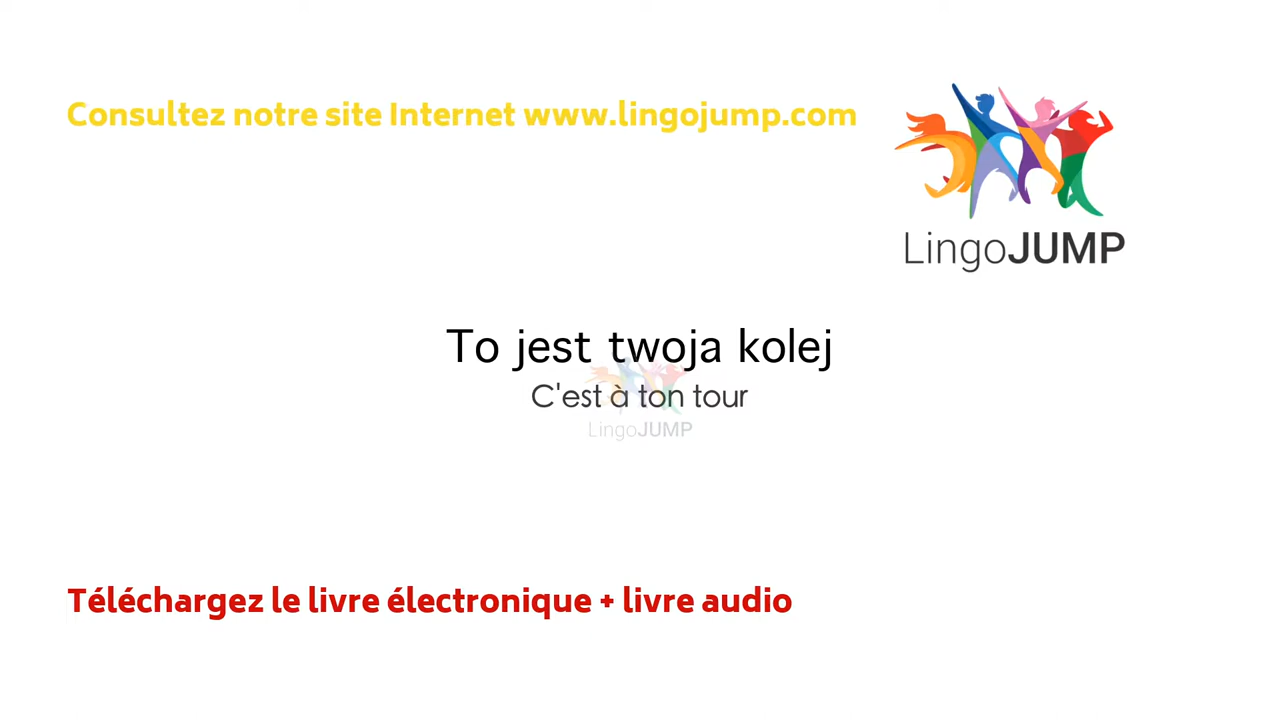 Consultez notre site Internet www.lingojump.com
LingoJUMP
To jest twoja kolej
C'est à ton tour
LingoJUMP
Téléchargez le livre électronique + livre audio